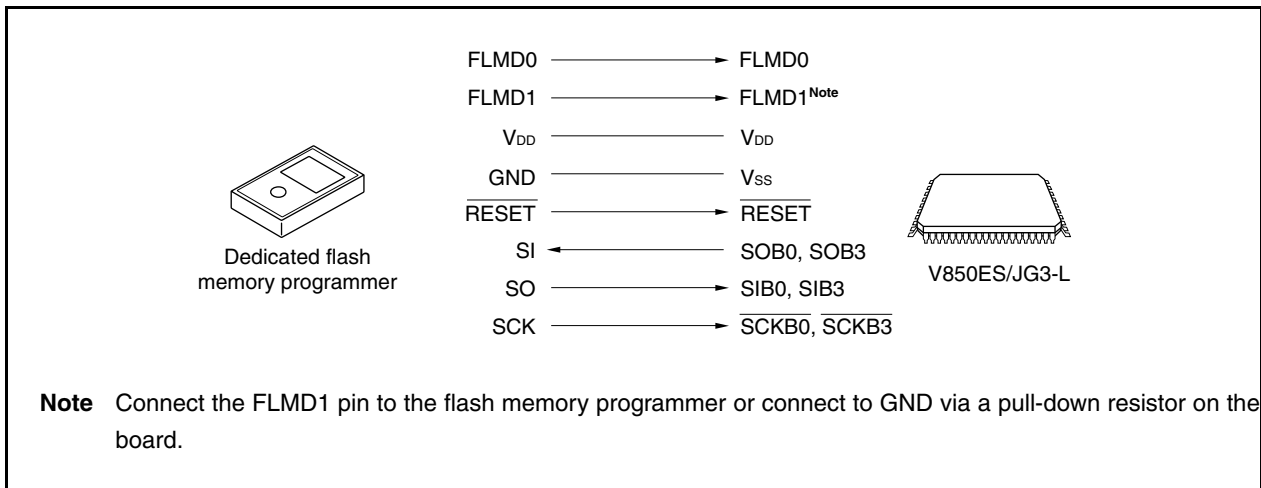 FLMD0 FLMD0
FLMD1 FLMD1Note
VDD VDD
GND VSS
RESET RESET
SI SOB0, SOB3
SO SIB0, SIB3
SCK SCKB0, SCKB3
Dedicated flash
memory programmer
V850ES/JG3-L
Note Connect the FLMD1 pin to the flash memory programmer or connect to GND via a pull-down resistor on the
board.